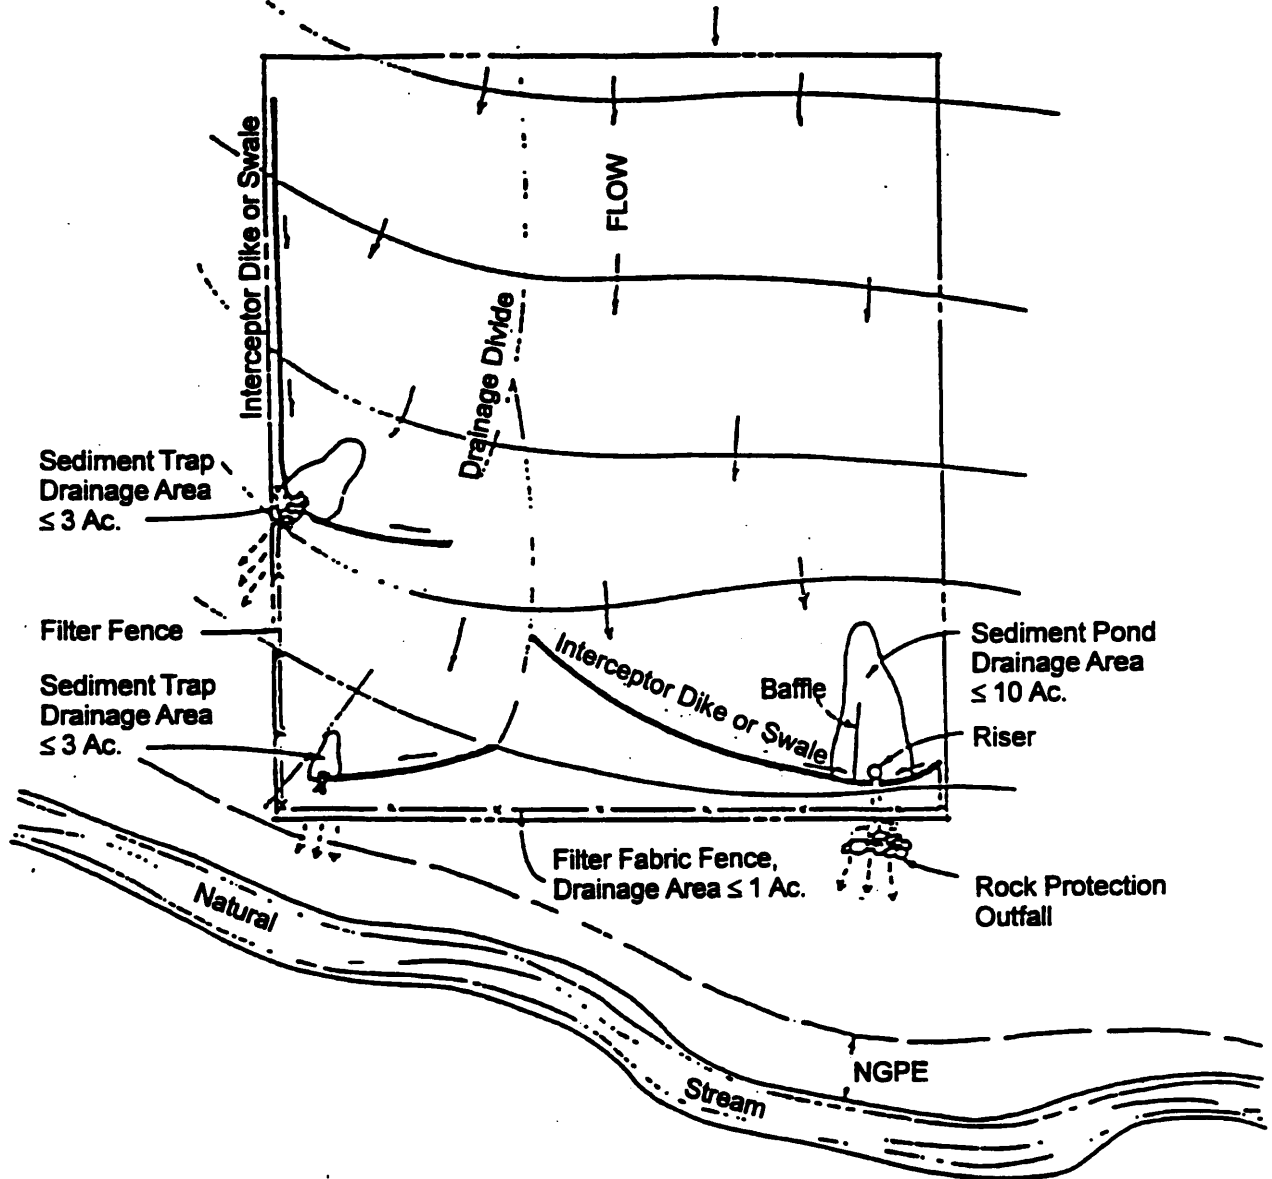 Interceptor Dike or Swale
FLOW
Drainage Divide
Sediment Trap
Drainage Area
≤ 3 Ac.
Filter Fence
Sediment Trap
Drainage Area
≤ 3 Ac.
Interceptor Dike or Swale
Baffle
Sediment Pond
Drainage Area
≤ 10 Ac.
Riser
Filter Fabric Fence,
Drainage Area ≤ 1 Ac.
Rock Protection
Outfall
Natural
Stream
NGPE